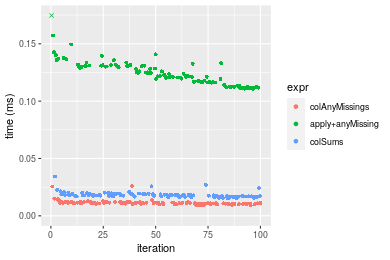 0.15
0.10
0.05
0.00
time (ms)
0
25
50
75
100
iteration
expr
colAnyMissings
apply+anyMissing
colSums